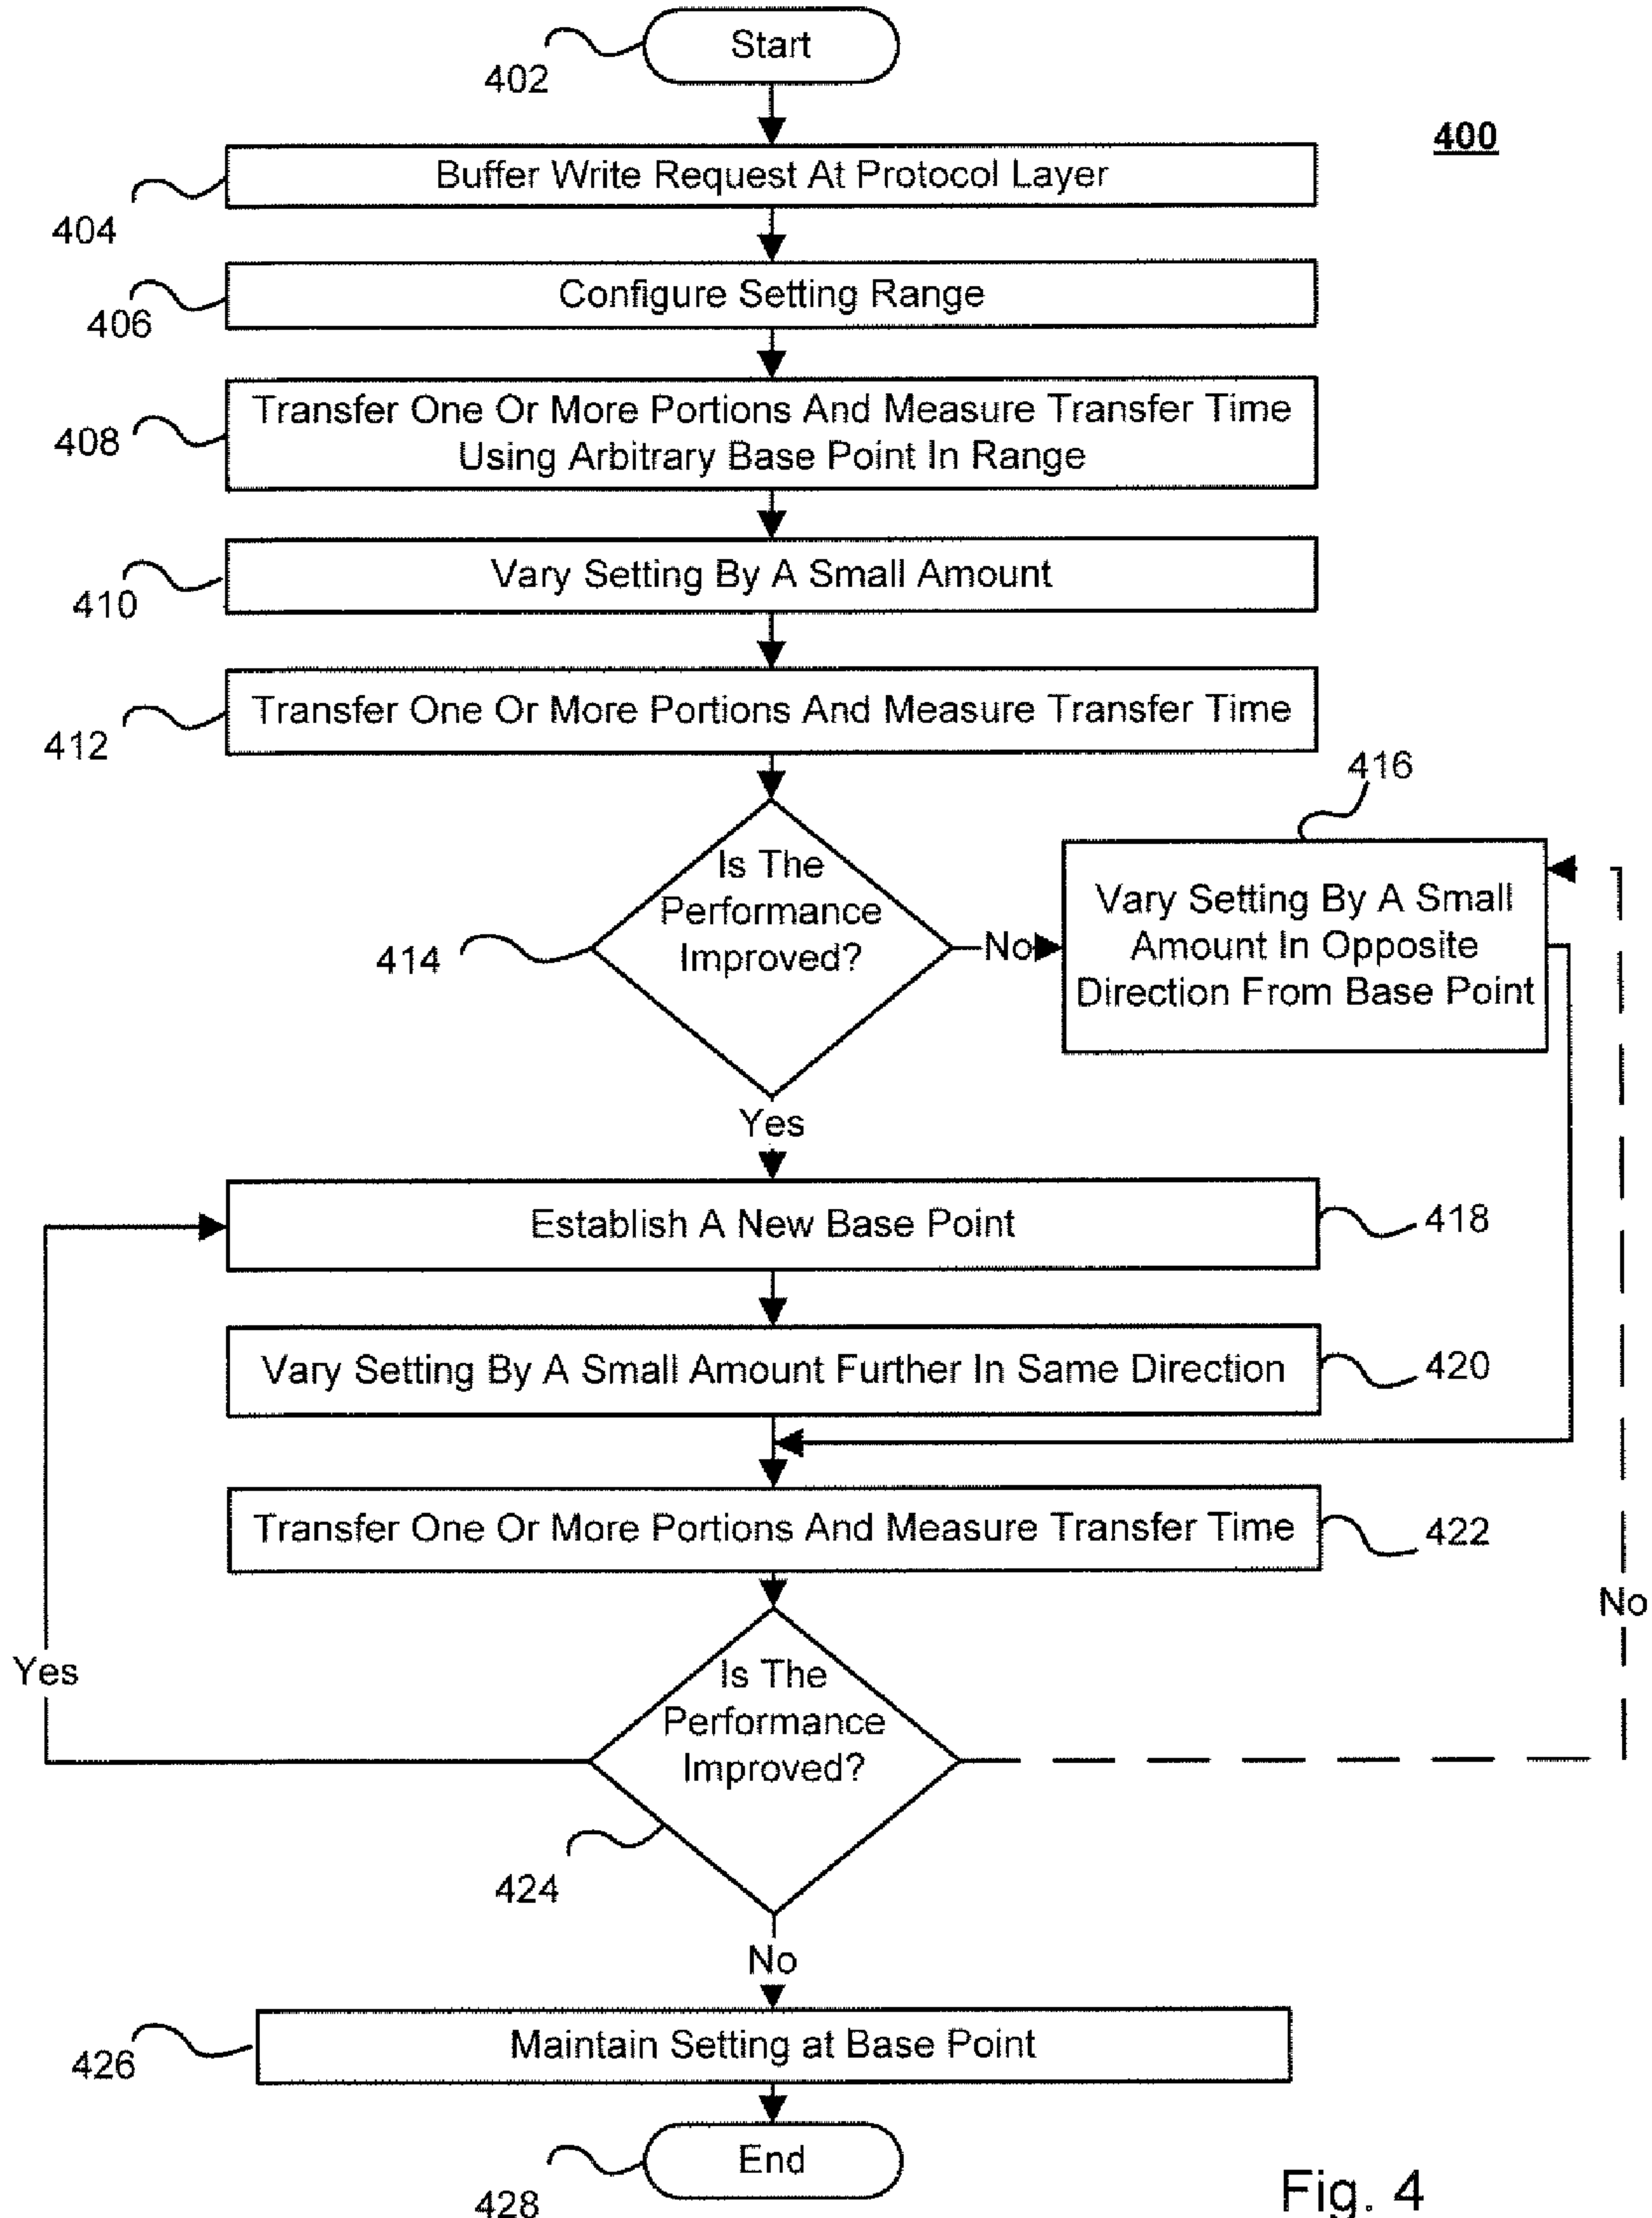 Start
402
400
Buffer Write Request At Protocol Layer
404
Configure Setting Range
406
Transfer One Or More Portions And Measure Transfer Time
Using Arbitrary Base Point In Range
408
Vary Setting By A Small Amount
410
Transfer One Or More Portions And Measure Transfer Time
412
416
Is The
Performance
Improved?
414
No
Vary Setting By A Small
Amount In Opposite
Direction From Base Point
Yes
Establish A New Base Point
418
Vary Setting By A Small Amount Further In Same Direction
420
Transfer One Or More Portions And Measure Transfer Time
422
No
Yes
Is The
Performance
Improved?
424
No
Maintain Setting at Base Point
426
End
428
Fig. 4